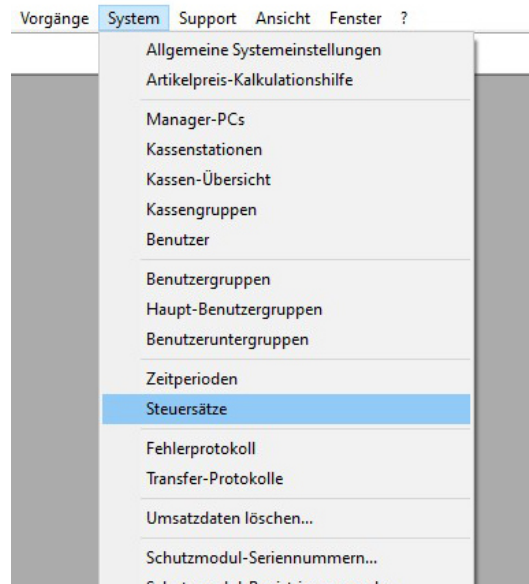 Vorgänge System Support Ansicht Fenster ?
Allgemeine Systemeinstellungen
Artikelpreis-Kalkulationshilfe
Manager-PCs
Kassenstationen
Kassen-Übersicht
Kassengruppen
Benutzer
Benutzergruppen
Haupt-Benutzergruppen
Benutzeruntergruppen
Zeitperioden
Steuersätze
Fehlerprotokoll
Transfer-Protokolle
Umsatzdaten löschen...
Schutzmodul-Seriennummern...